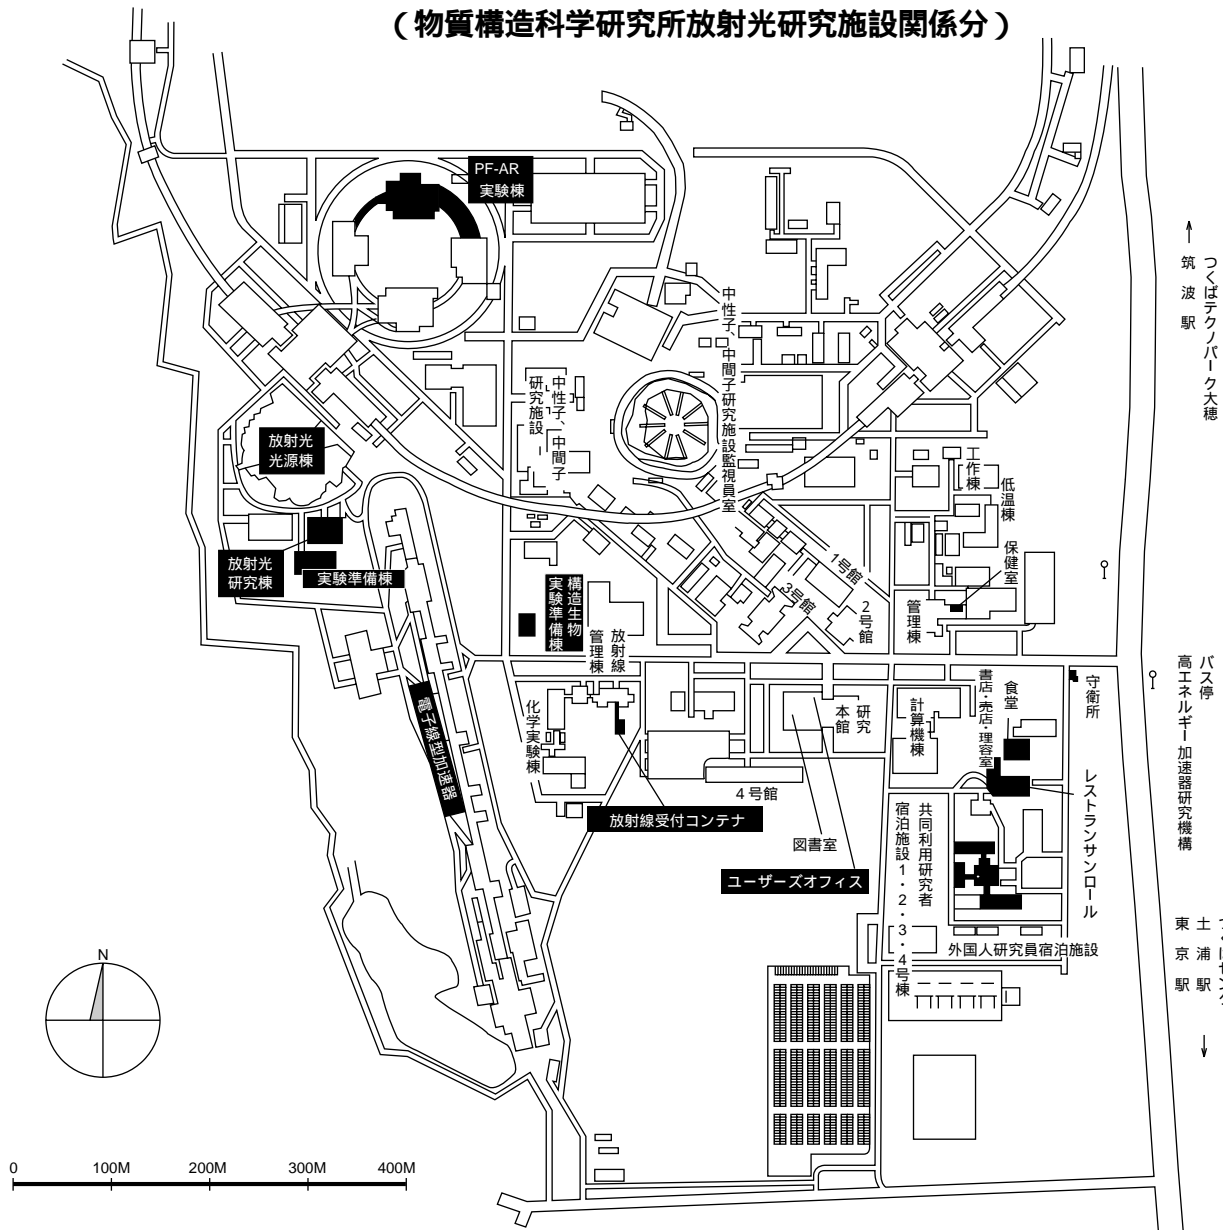 （物質構造科学研究所放射光研究施設関係分）
PF-AR
実験棟
つくばテクノパーク大穂
筑波駅
中性子、中間子研究施設監視員室
中性子、中間子
研究施設
放射光
光源棟
工作棟
低温棟
保健室
放射光
研究棟
実験準備棟
1号館
3号館
2号館
管理棟
構造生物
実験準備棟
放射線
管理棟
バス停
高エネルギー加速器研究機構
守衛所
食堂
書店・売店・理容室
計算機棟
研究
本館
化学実験棟
電子線型加速器
4号館
レストランサンロール
放射線受付コンテナ
図書室
ユーザーズオフィス
共同利用研究者
宿泊施設1・2・3・4号棟
外国人研究員宿泊施設
土浦駅
東京駅
N
0 100M 200M 300M 400M